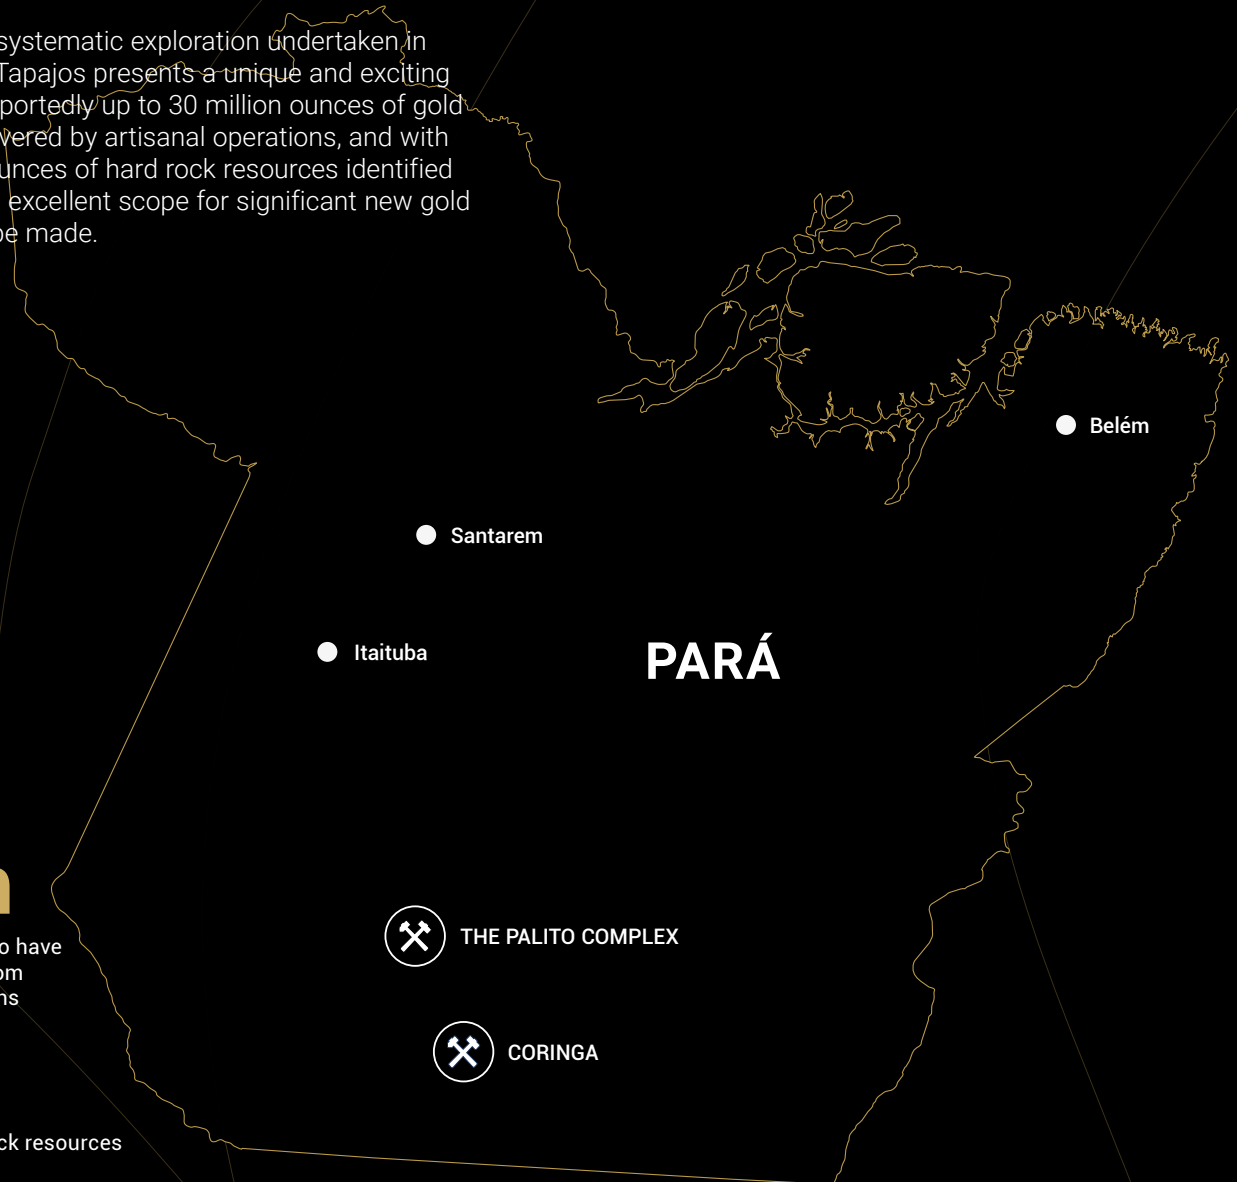 systematic exploration undertaken in
Tapajos presents a unique and exciting
portedly up to 30 million ounces of gold
vered by artisanal operations, and with
unces of hard rock resources identified
excellent scope for significant new gold
be made.
Belém
Santarem
Itaituba
PARÁ
n
o have
THE PALITO COMPLEX
om
ns
CORINGA
ck resources